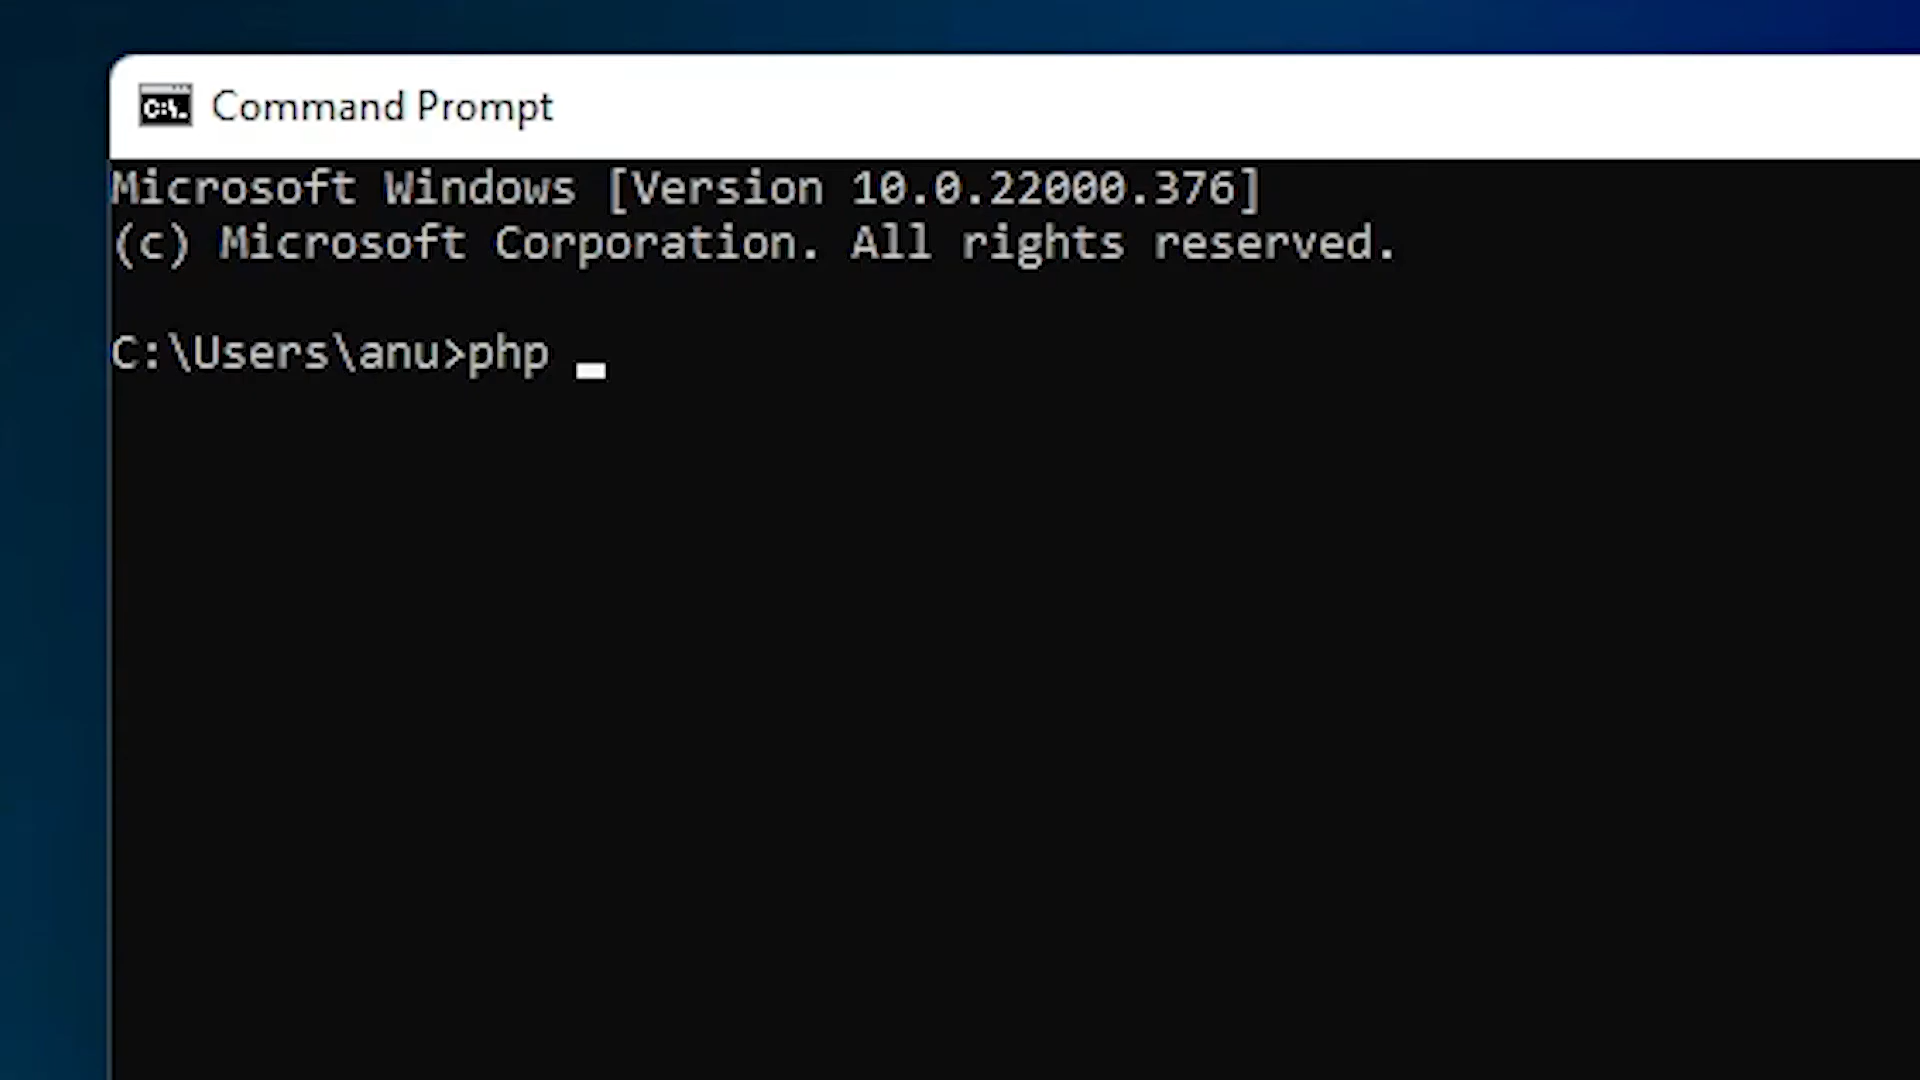 C:\.
Command Prompt
Microsoft Windows [Version 10.0.22000.376]
(c) Microsoft Corporation. All rights reserved.
C:\Users\anu>php